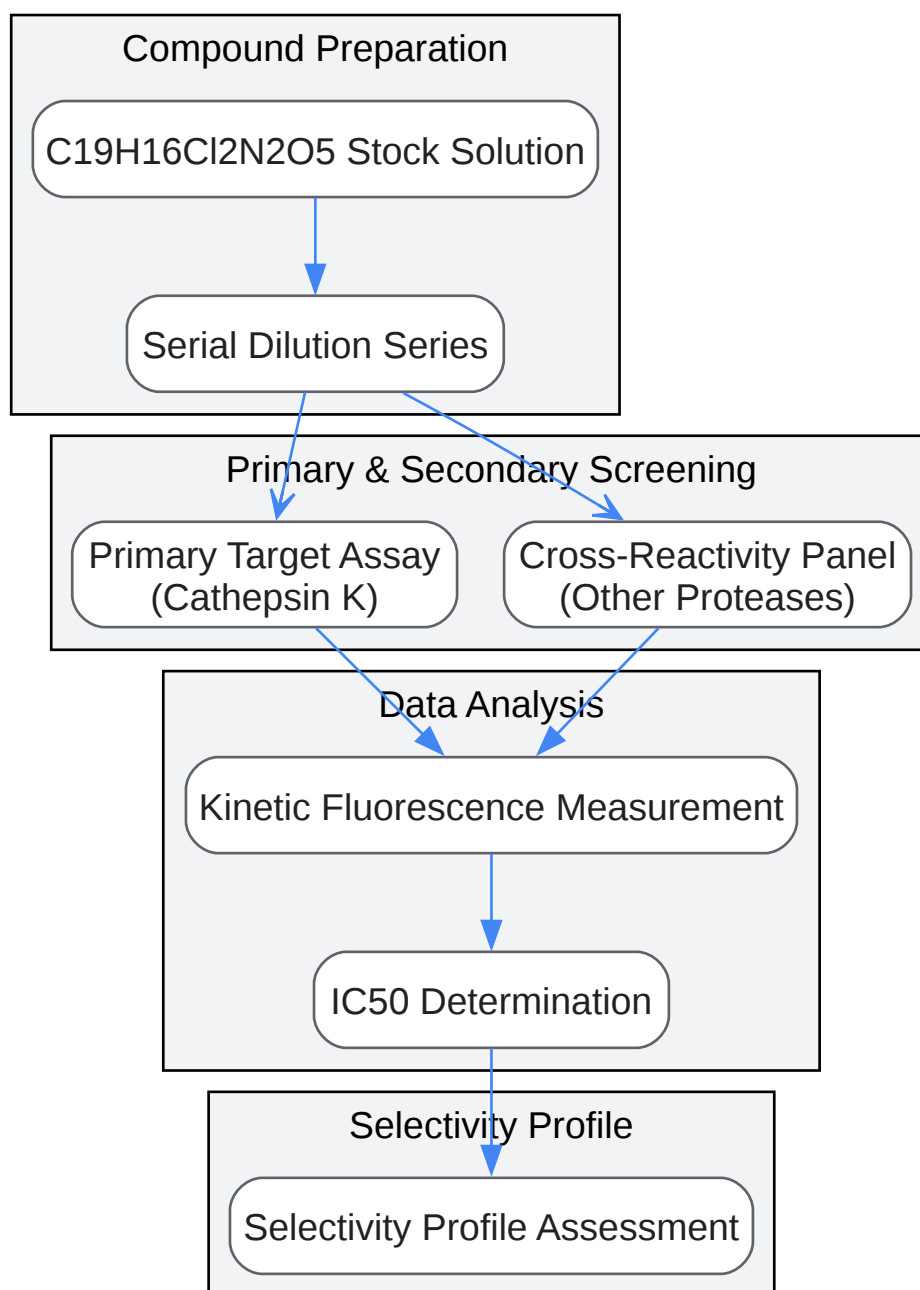 Compound Preparation
C19H16Cl2N2O5 Stock Solution
Serial Dilution Series
Primary & Secondary Screening
Primary Target Assay
(Cathepsin K)
Cross-Reactivity Panel
(Other Proteases)
Data Analysis
Kinetic Fluorescence Measurement
IC50 Determination
Selectivity Profile
Selectivity Profile Assessment